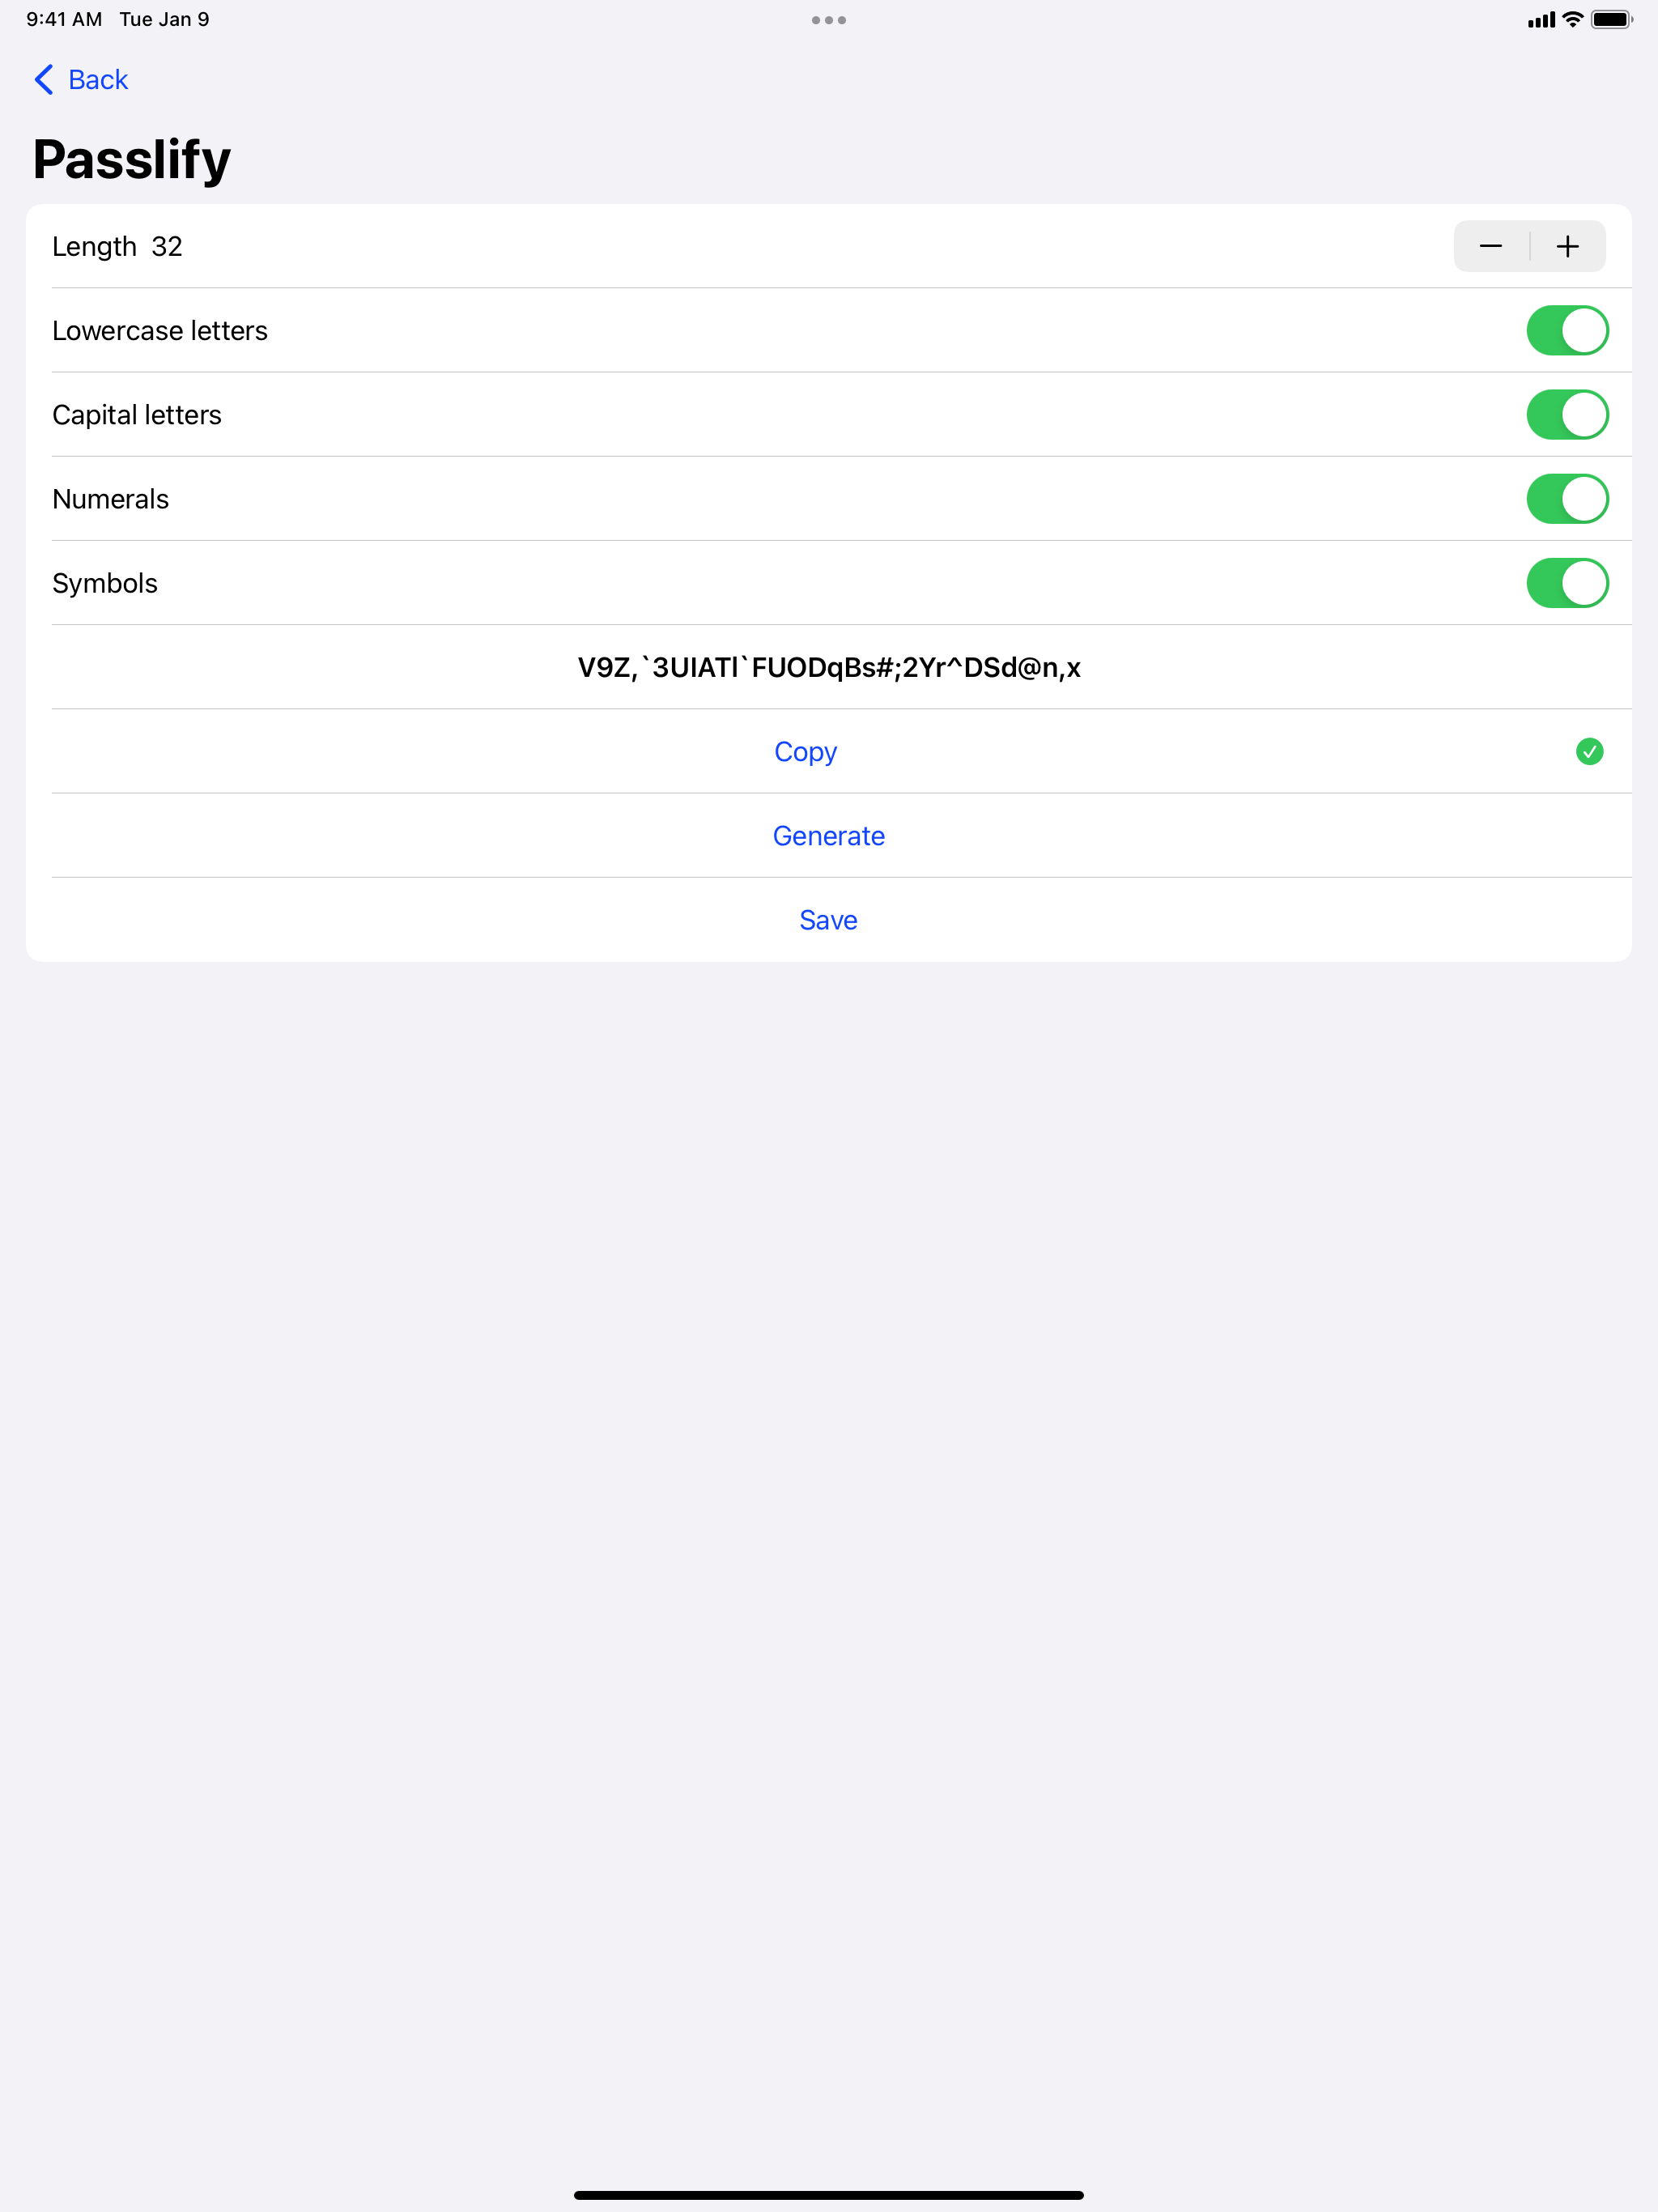 9:41 AM Tue Jan 9
Back
Passlify
Length 32
Lowercase letters
Capital letters
Numerals
Symbols
V9Z,`3UIATl`FUODqBs#;2Yr^DSd@n,x
Copy
Generate
Save